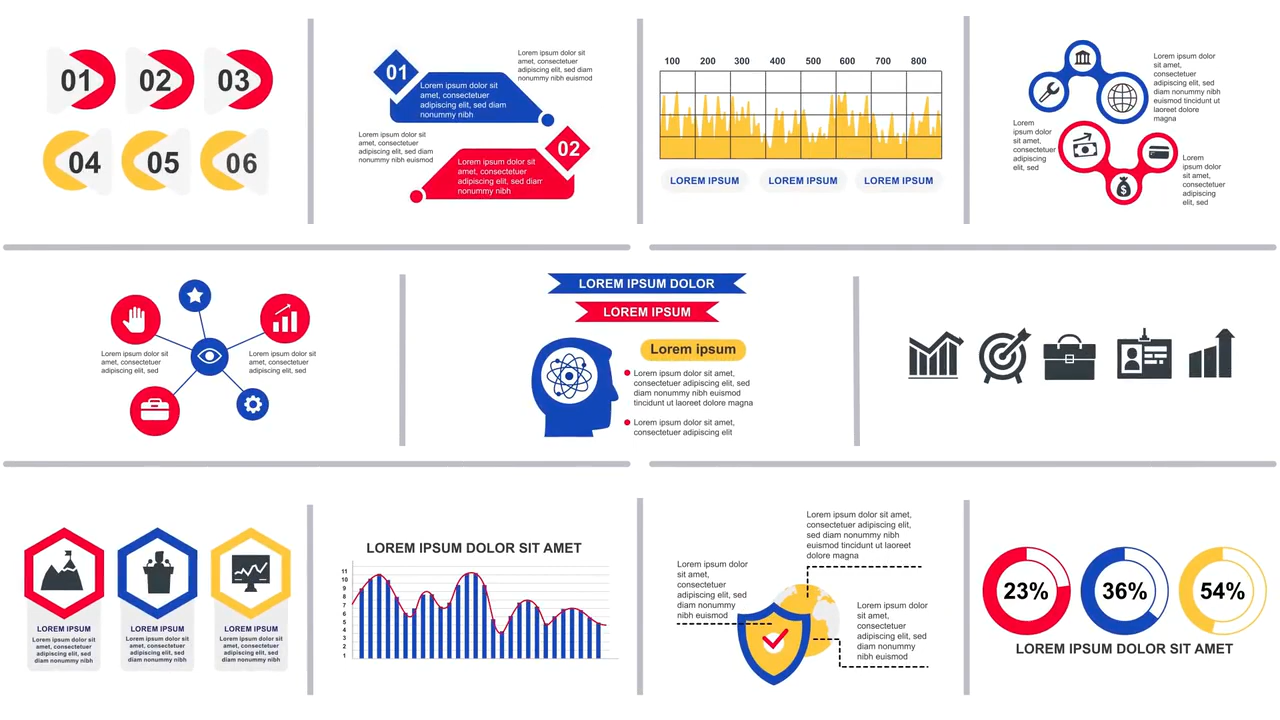 01 02 03
04 05 06
01
Lorem ipsum dolor sit
amet, consectetuer
adipiscing elit, sed diam
nonummy nibh
Lorem ipsum dolor sit
amet, consectetuer
adipiscing elit, sed diam
nonummy nibh euismod
Lorem ipsum dolor sit
amet, consectetuer
adipiscing elit, sed diam
nonummy nibh euismod
02
Lorem ipsum dolor sit
amet, consectetuer
adipiscing elit, sed diam
nonummy nibh
100 200 300 400 500 600 700 800
LOREM IPSUM LOREM IPSUM LOREM IPSUM
Lorem ipsum
dolor sit amet,
consectetuer
adipiscing elit,
sed diam
nonummy nibh
euismod
tincidunt ut
laoreet dolore
magna
Lorem
ipsum dolor
sit amet,
consectetuer
adipiscing
elit, sed
Lorem
ipsum dolor
sit amet,
consectetuer
adipiscing
elit, sed
$
Lorem ipsum dolor sit
amet, consectetuer
adipiscing elit, sed
Lorem ipsum dolor sit
amet, consectetuer
adipiscing elit, sed
LOREM IPSUM DOLOR
LOREM IPSUM
Lorem ipsum
Lorem ipsum dolor sit amet,
consectetuer adipiscing elit, sed
diam nonummy nibh euismod
tincidunt ut laoreet dolore magna
Lorem ipsum dolor sit amet,
consectetuer adipiscing elit
LOREM IPSUM
Lorem ipsum dolor sit
amet, consectetuer
adipiscing elit, sed
diam nonummy nibh
LOREM IPSUM
Lorem ipsum dolor sit
amet, consectetuer
adipiscing elit, sed
diam nonummy nibh
LOREM IPSUM
Lorem ipsum dolor sit
amet, consectetuer
adipiscing elit, sed
diam nonummy nibh
LOREM IPSUM DOLOR SIT AMET
11
10
9
8
7
6
5
4
3
2
1
Lorem ipsum dolor sit amet,
consectetuer adipiscing elit,
sed diam nonummy nibh
euismod tincidunt ut laoreet
dolore magna
Lorem ipsum dolor
sit amet,
consectetuer
adipiscing elit, sed
diam nonummy
nibh euismod
Lorem ipsum dolor
sit amet,
consectetuer
adipiscing elit, sed
diam nonummy
nibh euismod
23% 36% 54%
LOREM IPSUM DOLOR SIT AMET